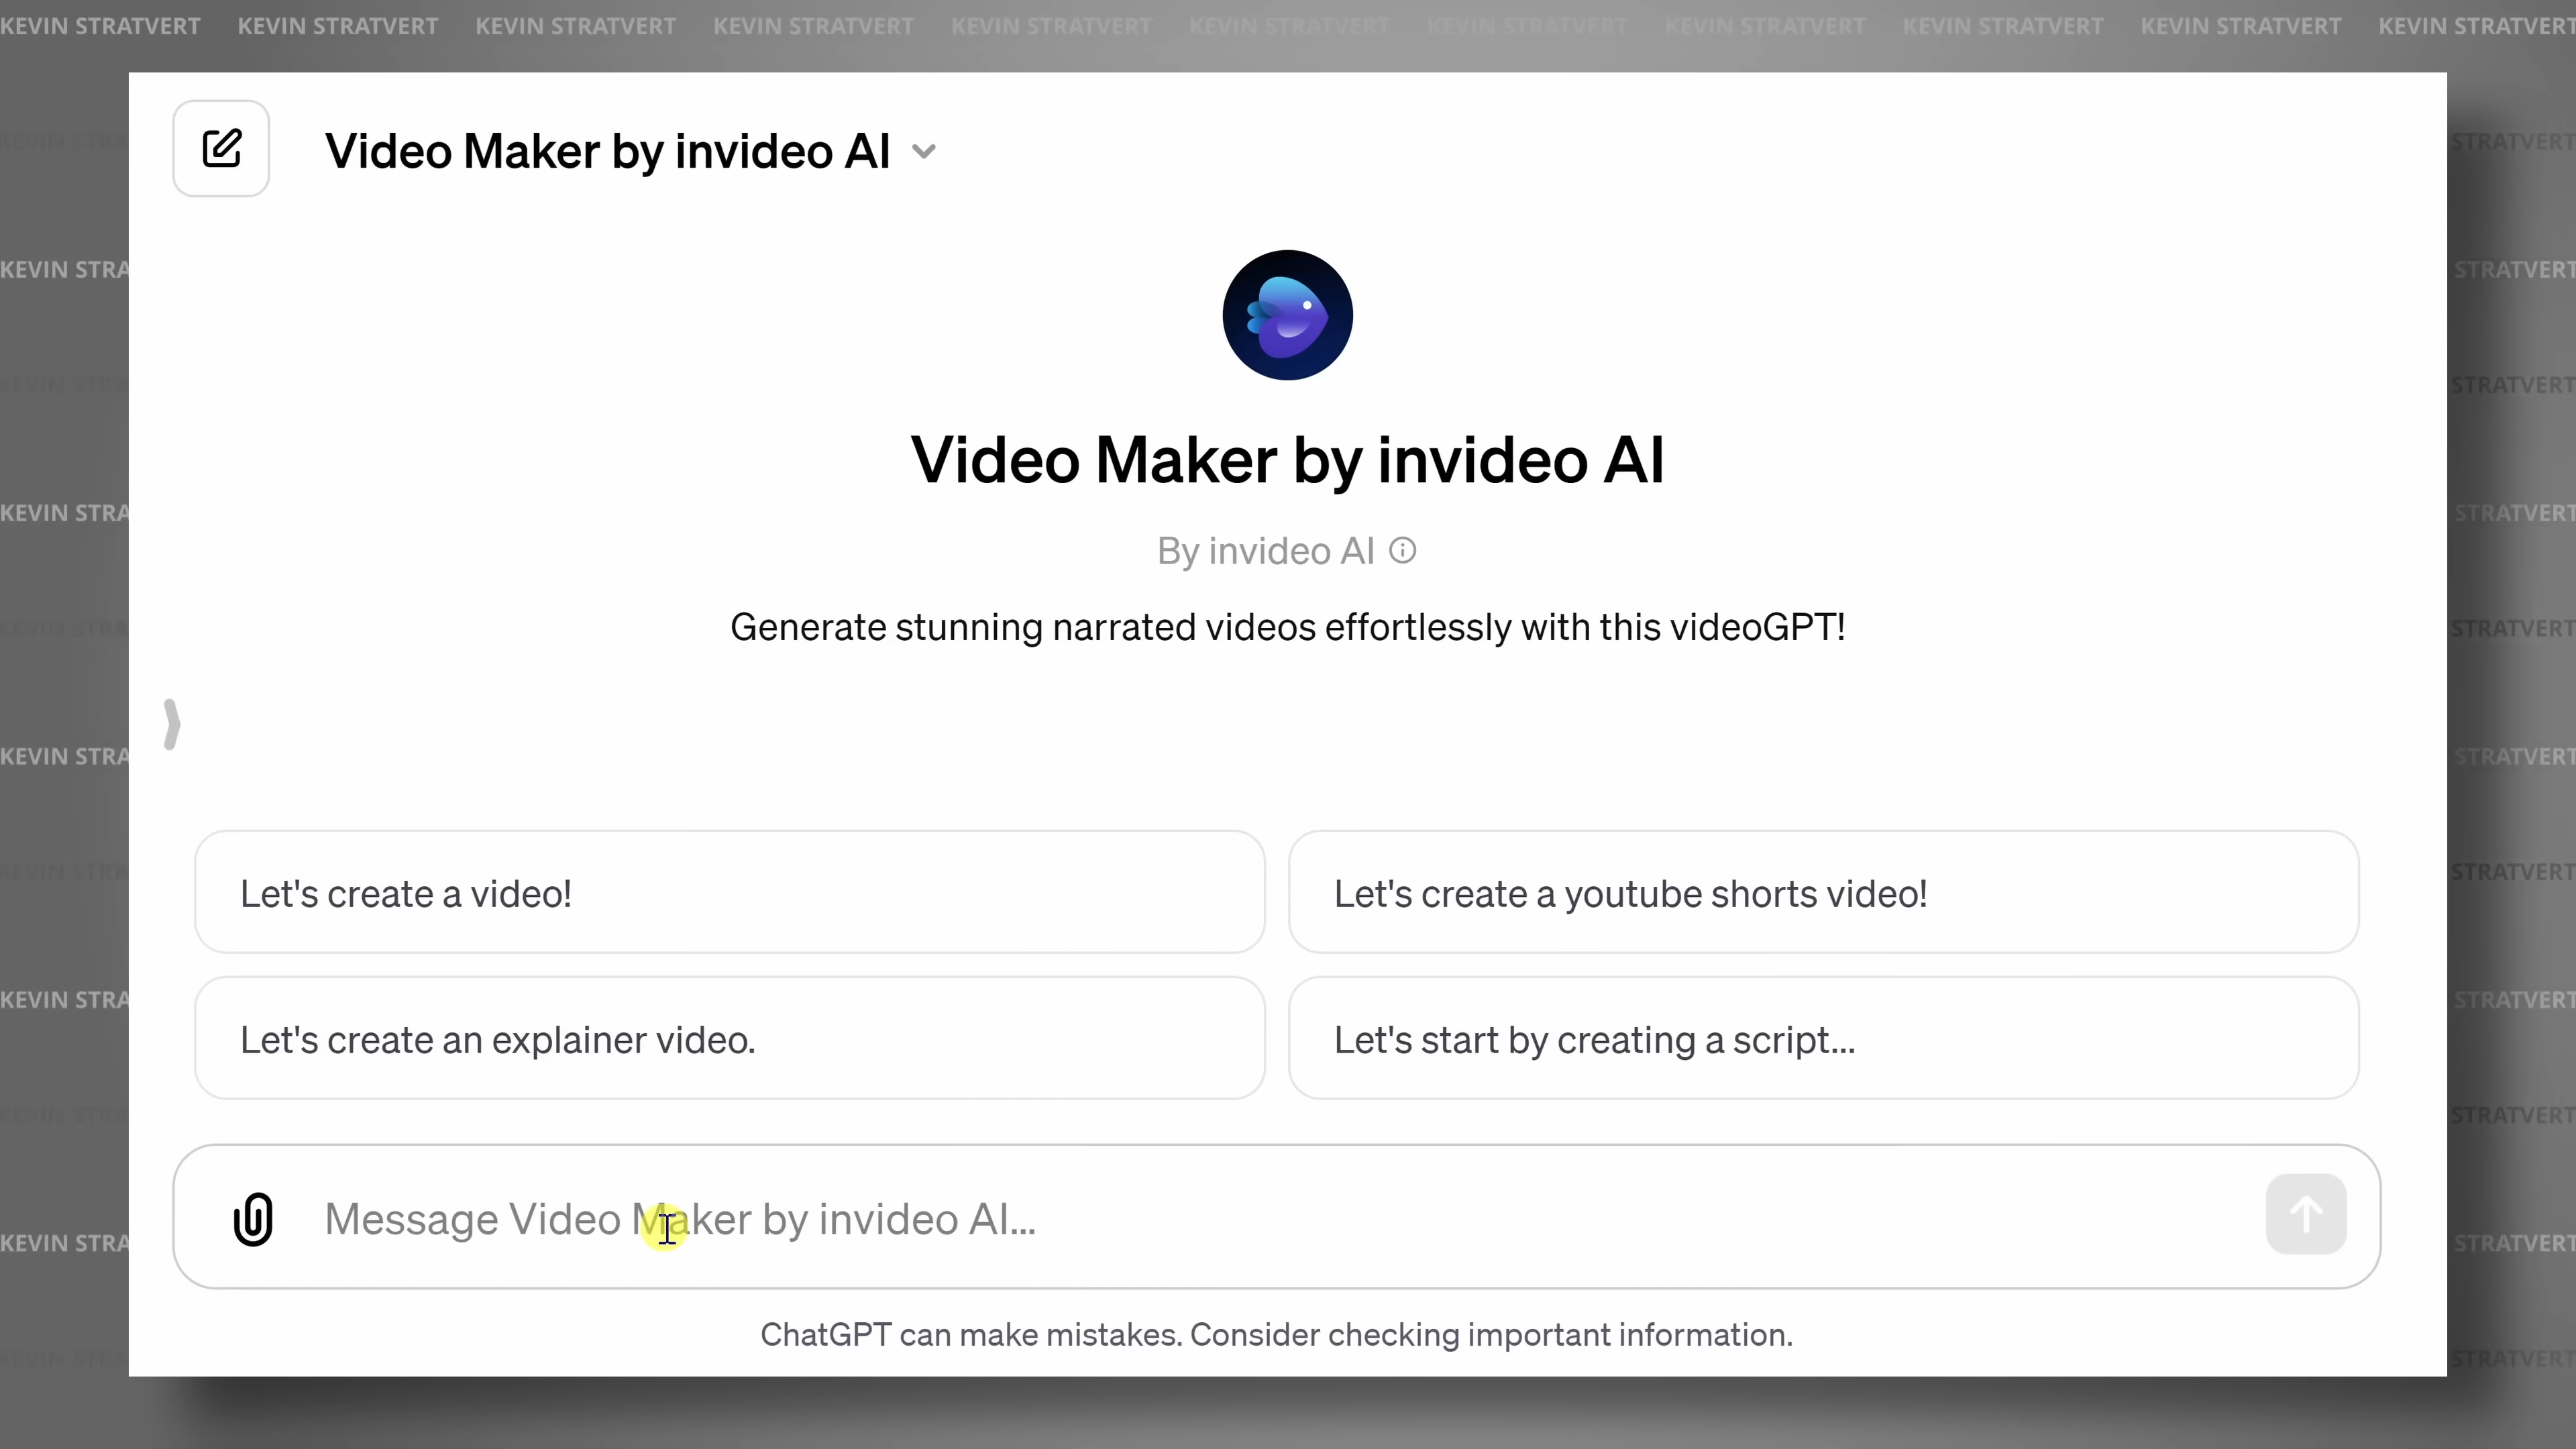 KEVIN STRATVERT KEVIN STRATVERT KEVIN STRATVERT KEVIN STRATVERT KEVIN STRATVERT KEVIN STRATVERT KEVIN STRATVERT KEVIN STRATVERT KEVIN STRATVERT KEVIN STRATVERT KEVIN STRATVERT
Video Maker by invideo AI
Video Maker by invideo AI
By invideo AI
Generate stunning narrated videos effortlessly with this videoGPT!
Let's create a video!
Let's create a youtube shorts video!
Let's create an explainer video.
Let's start by creating a script...
Message Video Maker by invideo AI...
ChatGPT can make mistakes. Consider checking important information.